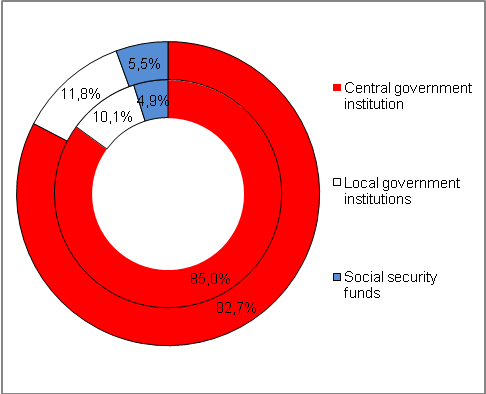 5,5%
11,8%
4,9%
10,1%
85,0%
82,7%
Central government
institution
Local government
institutions
Social security
funds